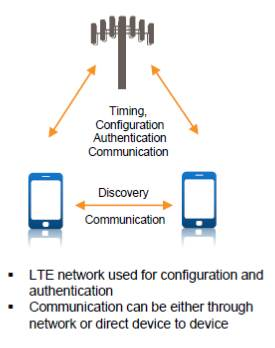 Timing,
Configuration
Authentication
Communication
Discovery
Communication
▪ LTE network used for configuration and
authentication
▪ Communication can be either through
network or direct device to device